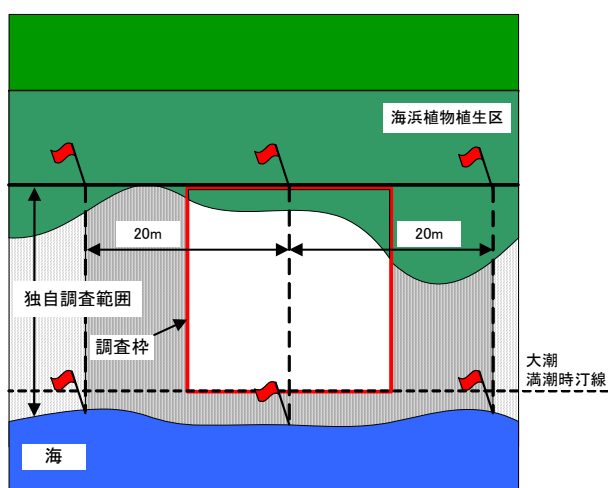 海浜植物植生区
20m
20m
独自調査範囲
調査枠
大潮
満潮時汀線
海